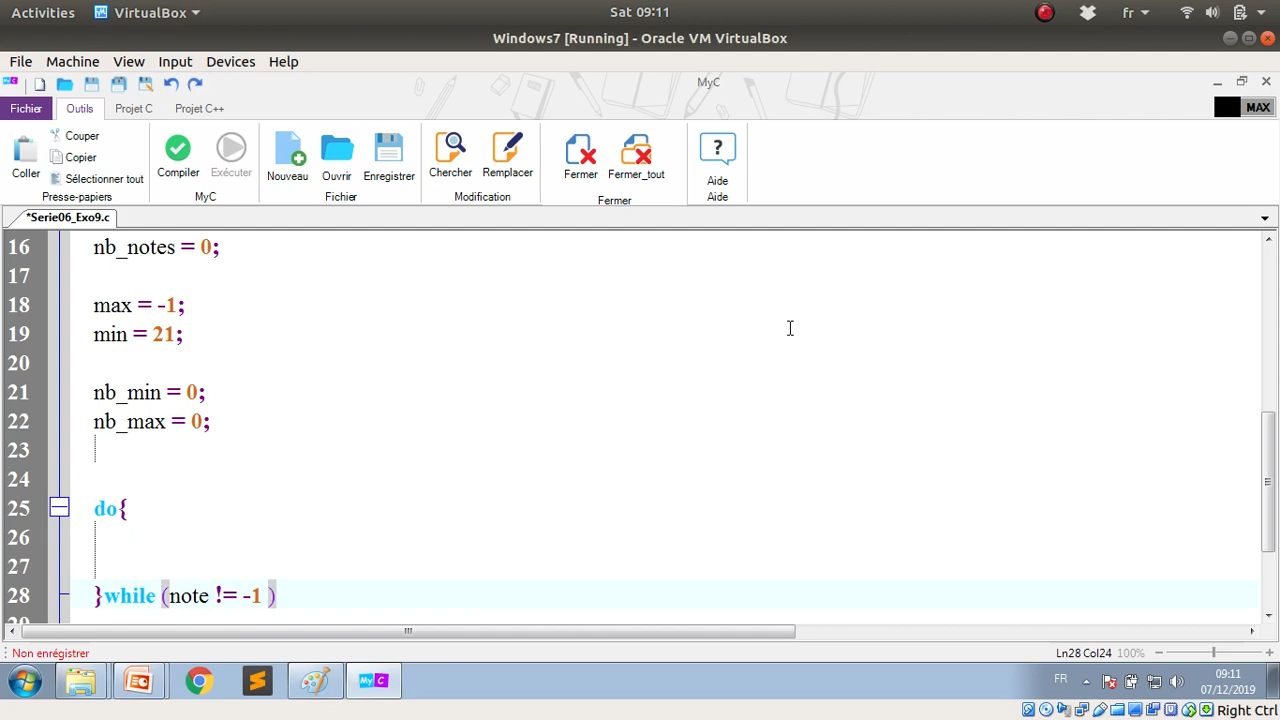 Activities VirtualBox Sat 09:11 fr
Windows7 [Running] - Oracle VM VirtualBox
File Machine View Input Devices Help
MyC
Fichier Outils Projet C Projet C++ MAX
Coller Couper Copier Sélectionner tout Compiler Exécuter Nouveau Ouvrir Enregistrer Chercher Remplacer Fermer Fermer_tout ? Aide
Presse-papiers MyC Fichier Modification Fermer Aide
*Serie06_Exo9.c
16 nb_notes = 0;
17
18 max = -1;
19 min = 21;
20
21 nb_min = 0;
22 nb_max = 0;
23
24
25 do{
26
27
28 }while (note != -1 )
Non enrégistrer Ln28 Col24 100%
FR 09:11
07/12/2019
Right Ctrl